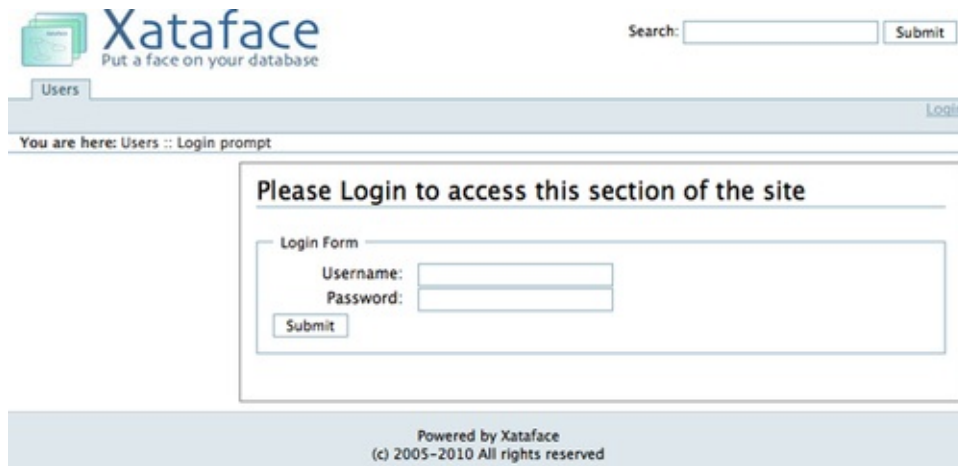 Xataface
Put a face on your database
Search: Submit
Users
Login
You are here: Users :: Login prompt
Please Login to access this section of the site
Login Form
Username:
Password:
Submit
Powered by Xataface
(c) 2005-2010 All rights reserved